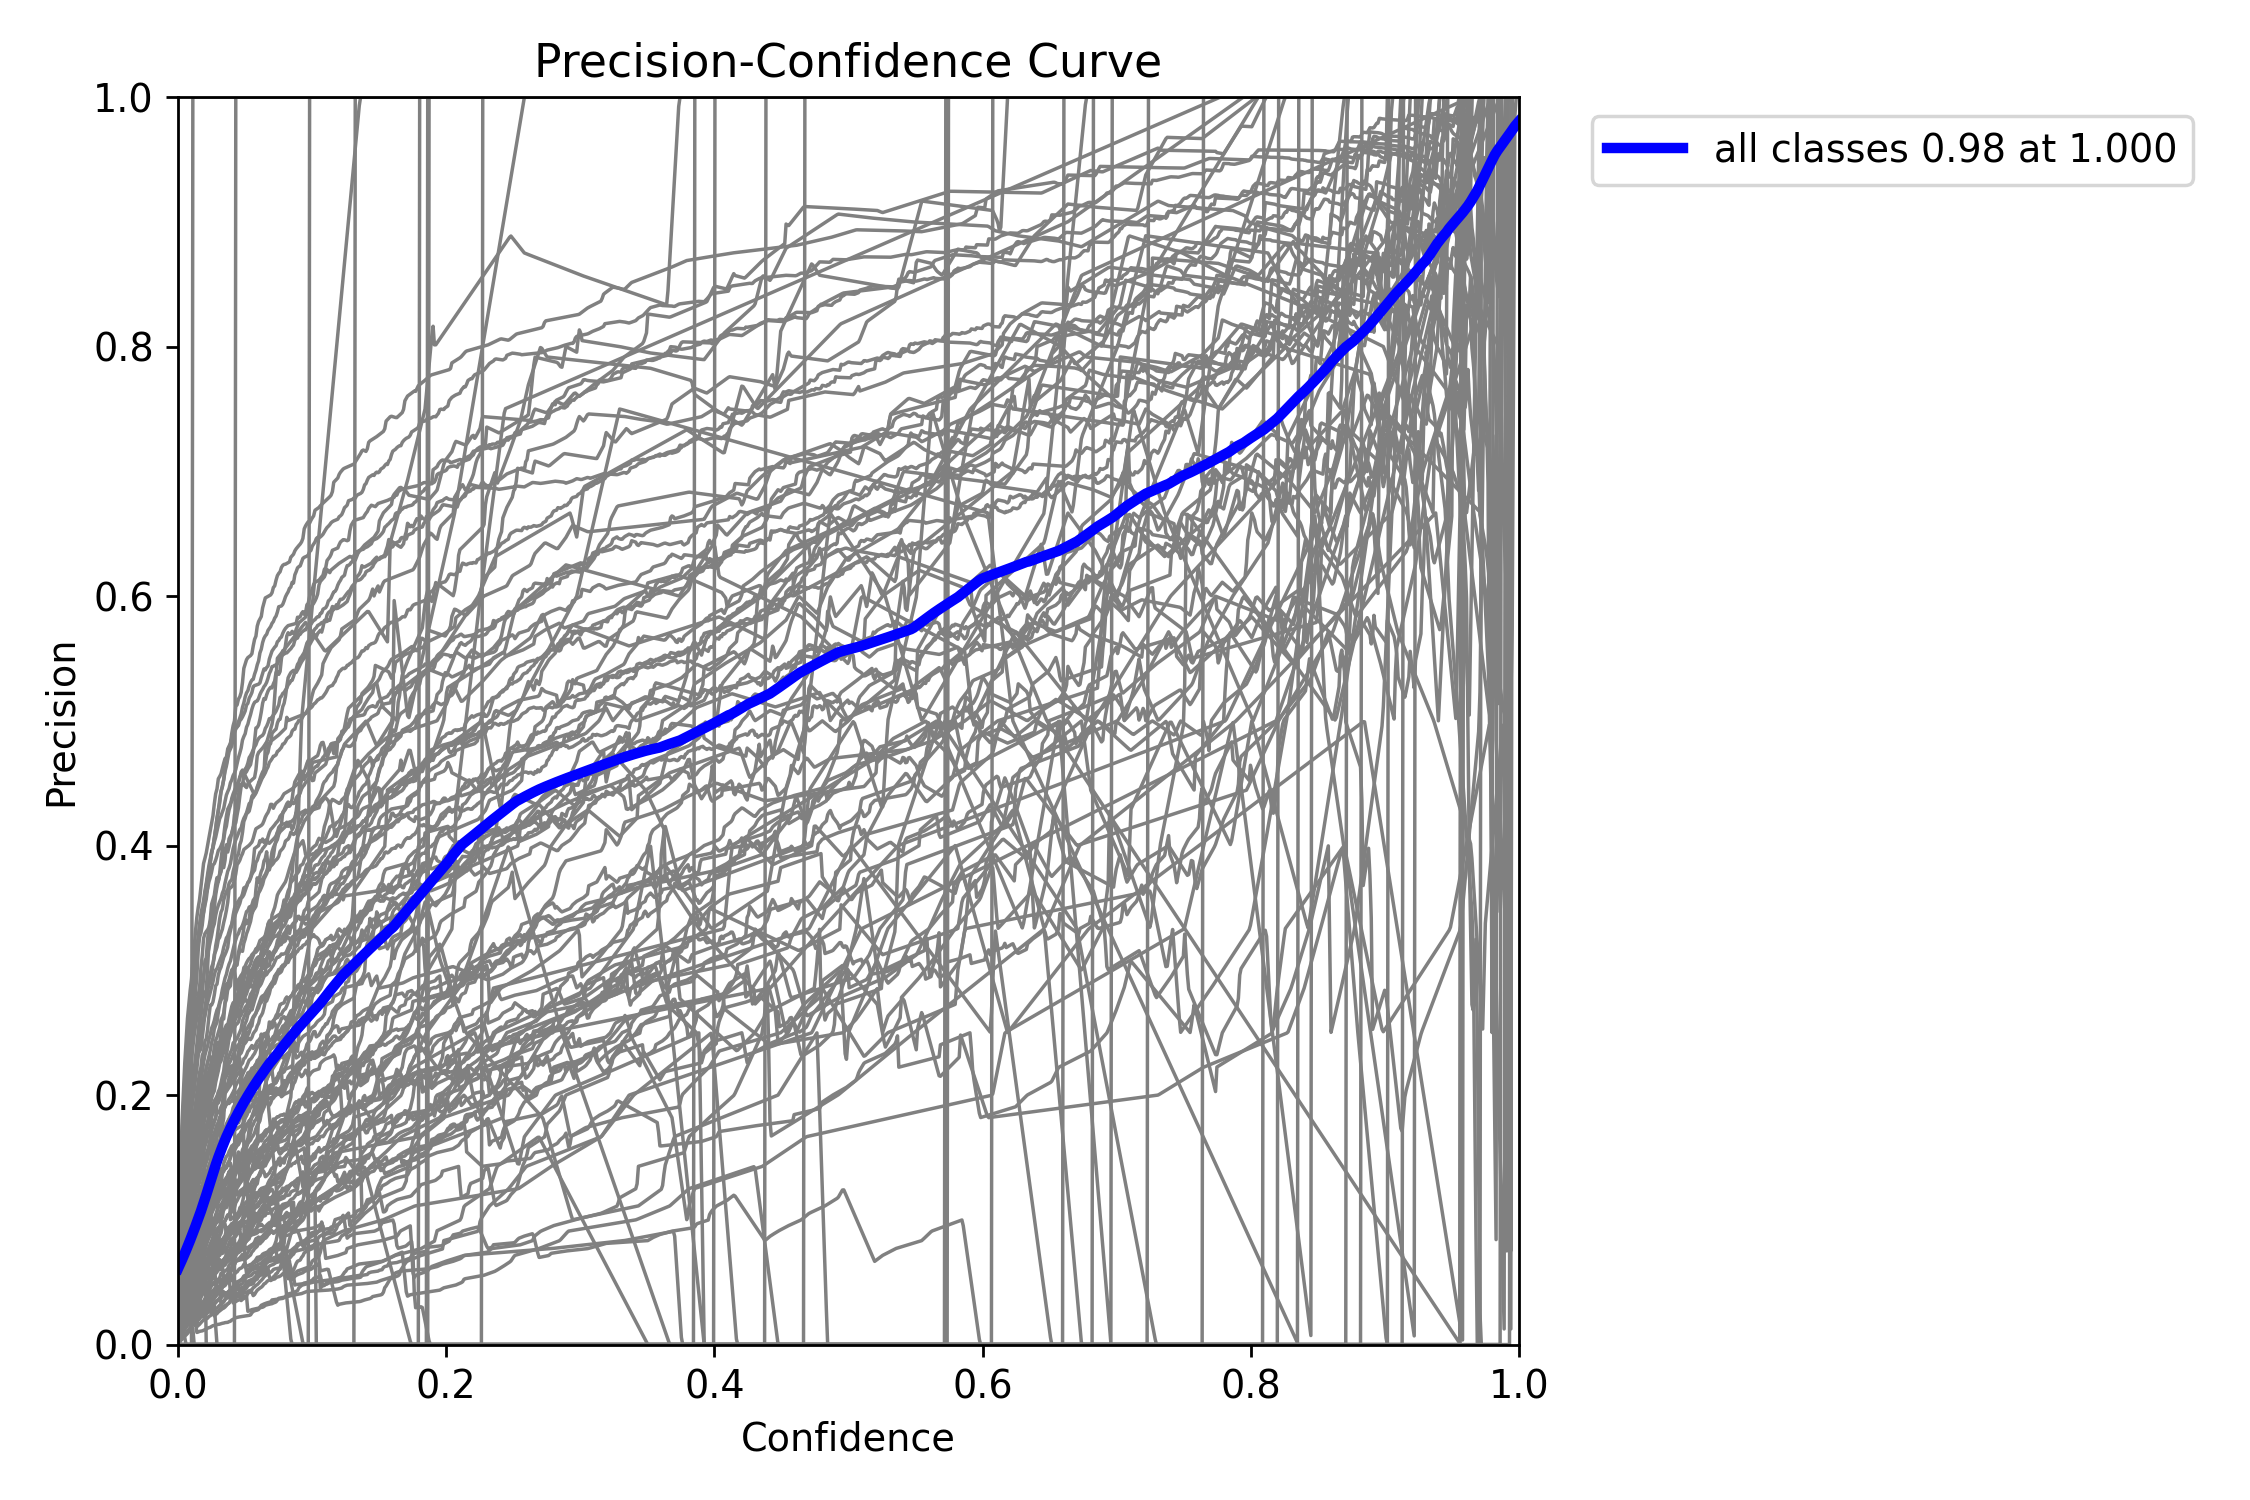 Precision-Confidence Curve
all classes 0.98 at 1.000
1.0
0.8
0.6
0.4
0.2
0.0
Precision
0.0 0.2 0.4 0.6 0.8 1.0
Confidence